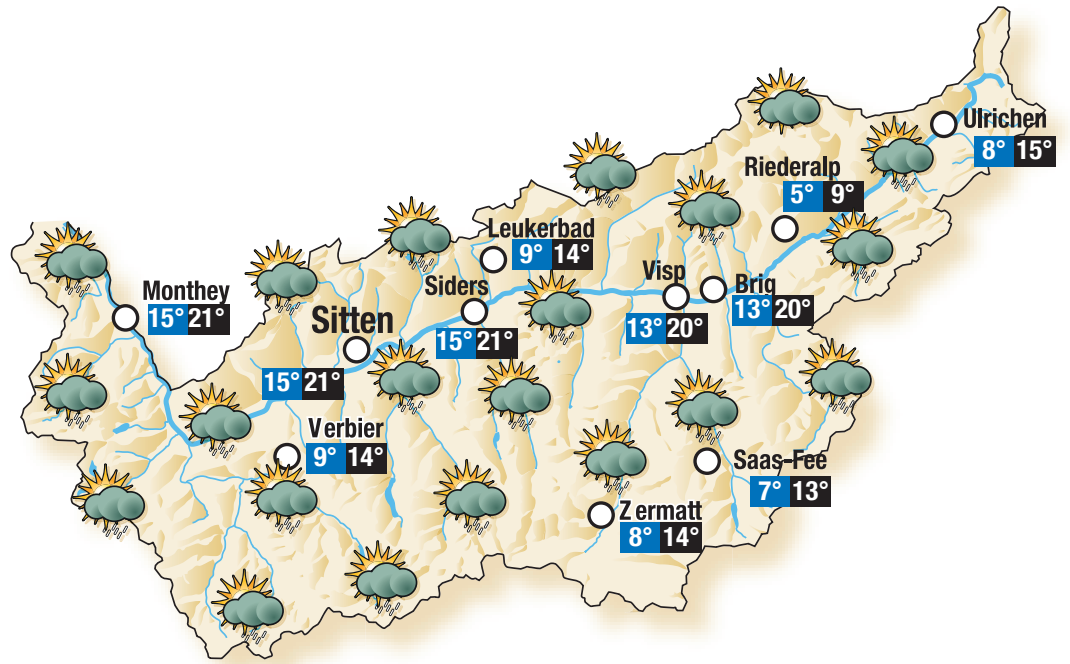 Ulrichen
8° 15°
Riederalp
5° 9°
Leukerbad
9° 14°
Visp
13° 20°
Brig
13° 20°
Siders
15° 21°
Monthey
15° 21°
Sitten
15° 21°
Verbier
9° 14°
Saas-Fee
7° 13°
Zermatt
8° 14°